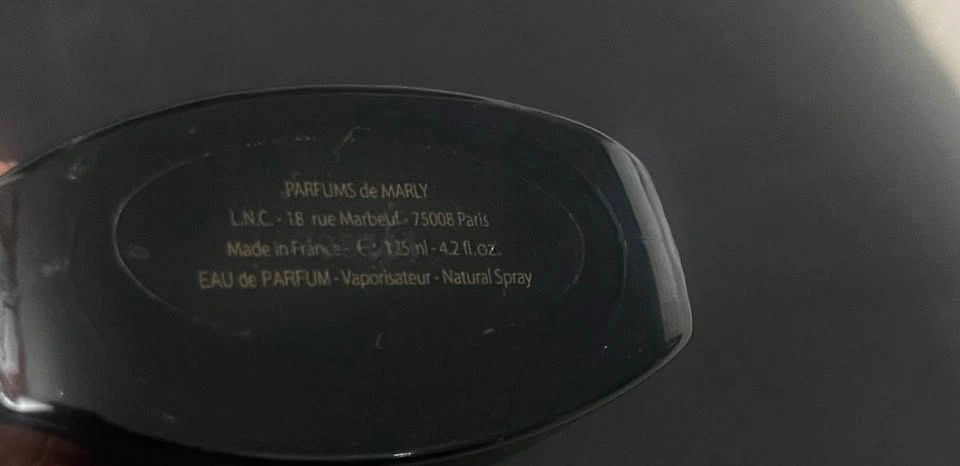 PARFUMS de MARLY
L.N.C. - 18 rue Marbeuf - 75008 Paris
Made in France - 125 ml - 4.2 fl.oz.
EAU de PARFUM - Vaporisateur - Natural Spray